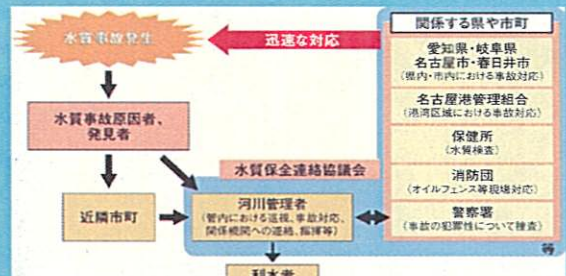 関係する県や市町
水質事故発生
迅速な対応
愛知県・岐阜県
名古屋市・春日井市
(県内・市内における事故対応)
名古屋港管理組合
(港湾区域における事故対応)
水質事故原因者、
発見者
保健所
(水質検査)
水質保全連絡協議会
消防団
(オイルフェンス等現場対応)
近隣市町
河川管理者
(管内における巡視、事故対応、
関係機関への連絡、指揮等)
警察署
(事故の犯罪性について捜査)
等
利水者